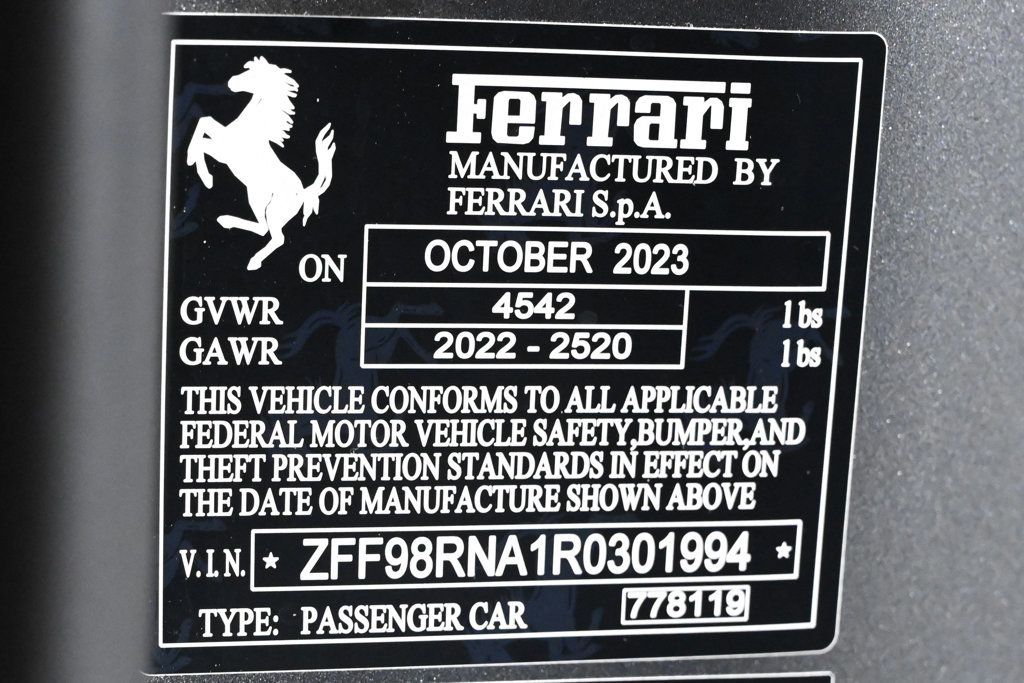 Ferrari
MANUFACTURED BY
FERRARI S.p.A.
ON OCTOBER 2023
GVWR 4542 lbs
GAWR 2022 - 2520 lbs
THIS VEHICLE CONFORMS TO ALL APPLICABLE
FEDERAL MOTOR VEHICLE SAFETY,BUMPER,AND
THEFT PREVENTION STANDARDS IN EFFECT ON
THE DATE OF MANUFACTURE SHOWN ABOVE
V.I.N. * ZFF98RNA1R0301994 *
TYPE: PASSENGER CAR 778119